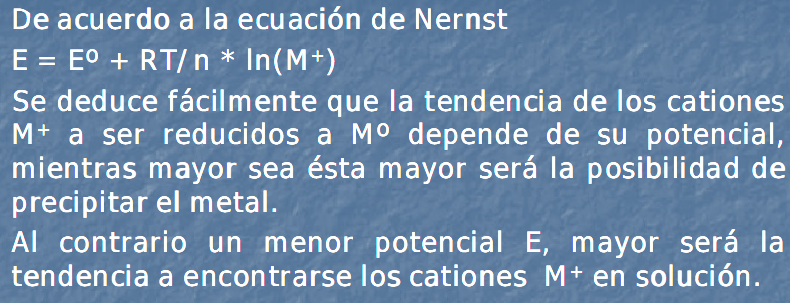 De acuerdo a la ecuación de Nernst
E = Eº + RT/ n * ln(M⁺)
Se deduce fácilmente que la tendencia de los cationes
M⁺ a ser reducidos a Mº depende de su potencial,
mientras mayor sea ésta mayor será la posibilidad de
precipitar el metal.
Al contrario un menor potencial E, mayor será la
tendencia a encontrarse los cationes M⁺ en solución.